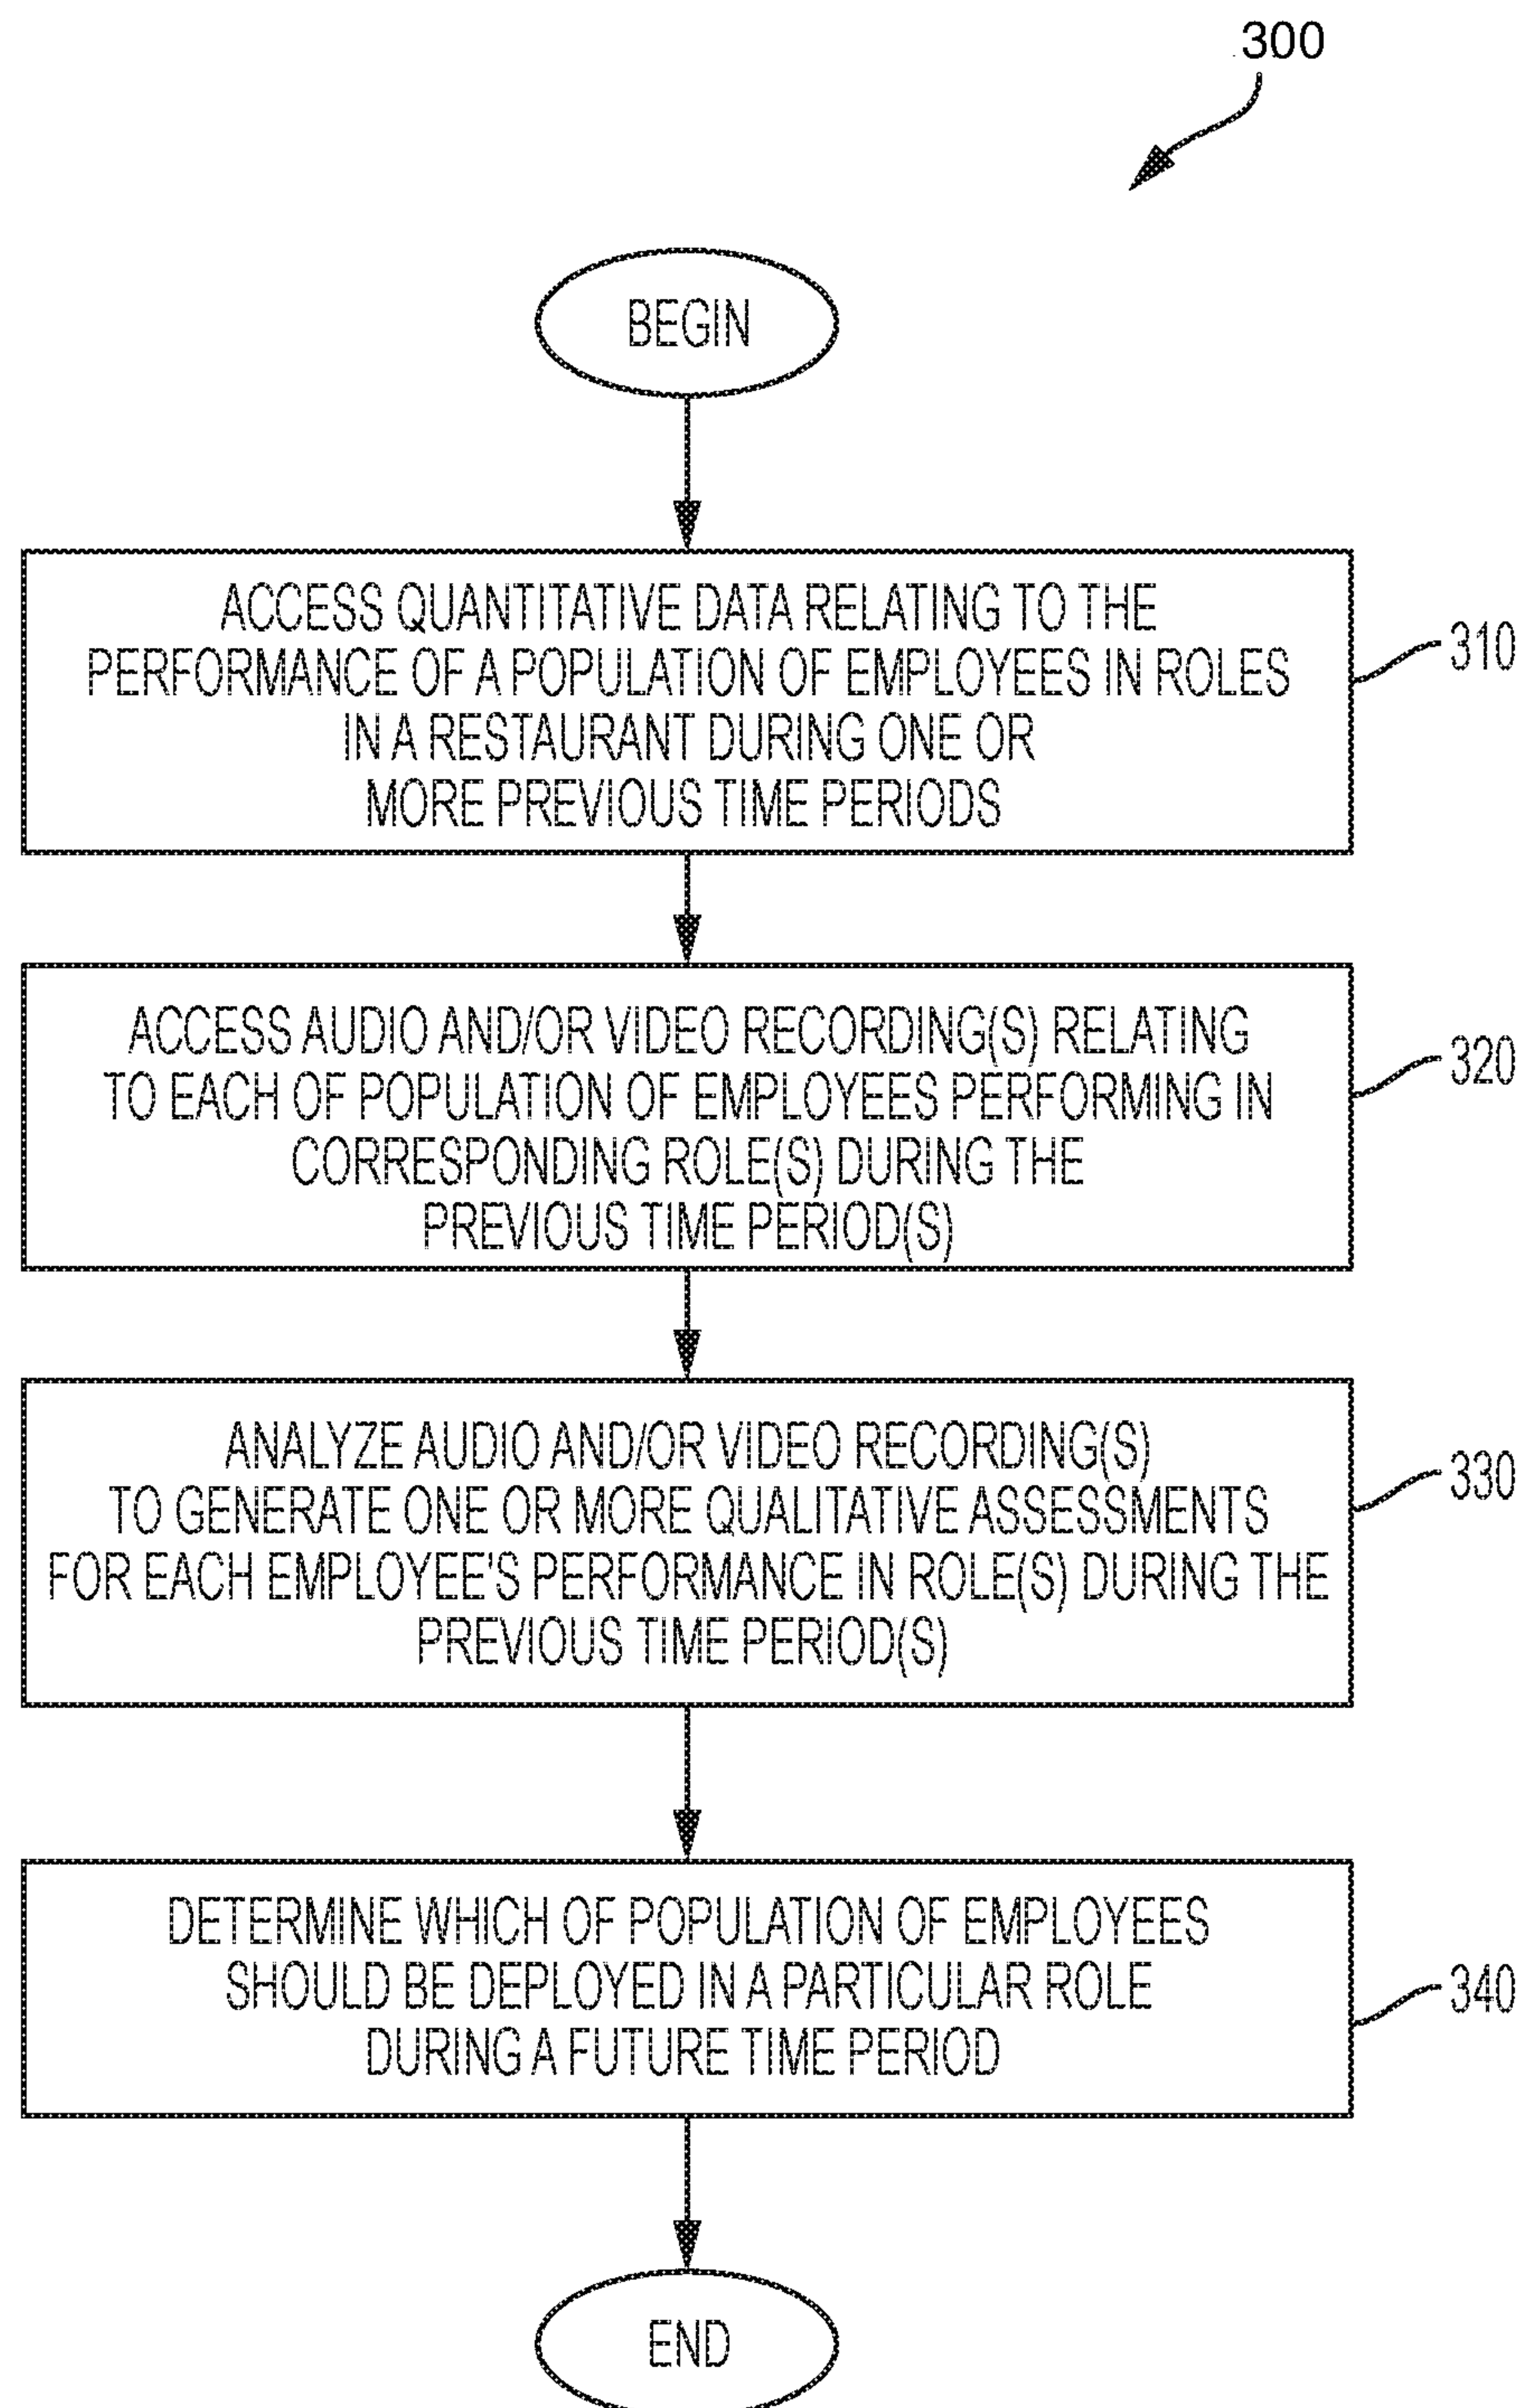 300
BEGIN
ACCESS QUANTITATIVE DATA RELATING TO THE
PERFORMANCE OF A POPULATION OF EMPLOYEES IN ROLES
IN A RESTAURANT DURING ONE OR
MORE PREVIOUS TIME PERIODS
310
ACCESS AUDIO AND/OR VIDEO RECORDING(S) RELATING
TO EACH OF POPULATION OF EMPLOYEES PERFORMING IN
CORRESPONDING ROLE(S) DURING THE
PREVIOUS TIME PERIOD(S)
320
ANALYZE AUDIO AND/OR VIDEO RECORDING(S)
TO GENERATE ONE OR MORE QUALITATIVE ASSESSMENTS
FOR EACH EMPLOYEE'S PERFORMANCE IN ROLE(S) DURING THE
PREVIOUS TIME PERIOD(S)
330
DETERMINE WHICH OF POPULATION OF EMPLOYEES
SHOULD BE DEPLOYED IN A PARTICULAR ROLE
DURING A FUTURE TIME PERIOD
340
END